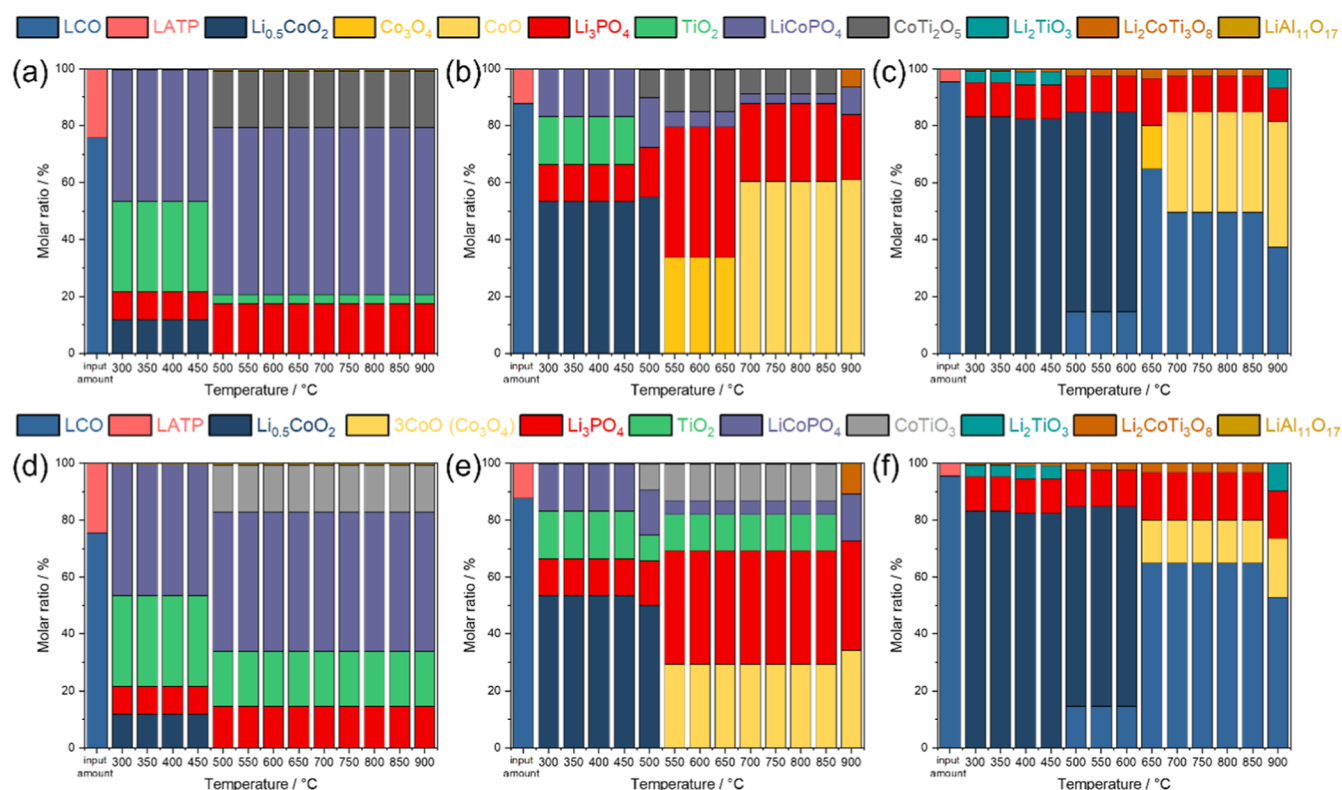 LCO LATP Li₀.₅CoO₂ Co₃O₄ CoO Li₃PO₄ TiO₂ LiCoPO₄ CoTi₂O₅ Li₂TiO₃ Li₂CoTi₃O₈ LiAl₁₁O₁₇
(a) (b) (c)
100 100 100
80 80 80
60 60 60
40 40 40
20 20 20
0 0 0
Molar ratio / % Molar ratio / % Molar ratio / %
input amount 300 350 400 450 500 550 600 650 700 750 800 850 900 input amount 300 350 400 450 500 550 600 650 700 750 800 850 900 input amount 300 350 400 450 500 550 600 650 700 750 800 850 900
Temperature / °C Temperature / °C Temperature / °C
LCO LATP Li₀.₅CoO₂ 3CoO (Co₃O₄) Li₃PO₄ TiO₂ LiCoPO₄ CoTiO₃ Li₂TiO₃ Li₂CoTi₃O₈ LiAl₁₁O₁₇
(d) (e) (f)
100 100 100
80 80 80
60 60 60
40 40 40
20 20 20
0 0 0
Molar ratio / % Molar ratio / % Molar ratio / %
input amount 300 350 400 450 500 550 600 650 700 750 800 850 900 input amount 300 350 400 450 500 550 600 650 700 750 800 850 900 input amount 300 350 400 450 500 550 600 650 700 750 800 850 900
Temperature / °C Temperature / °C Temperature / °C